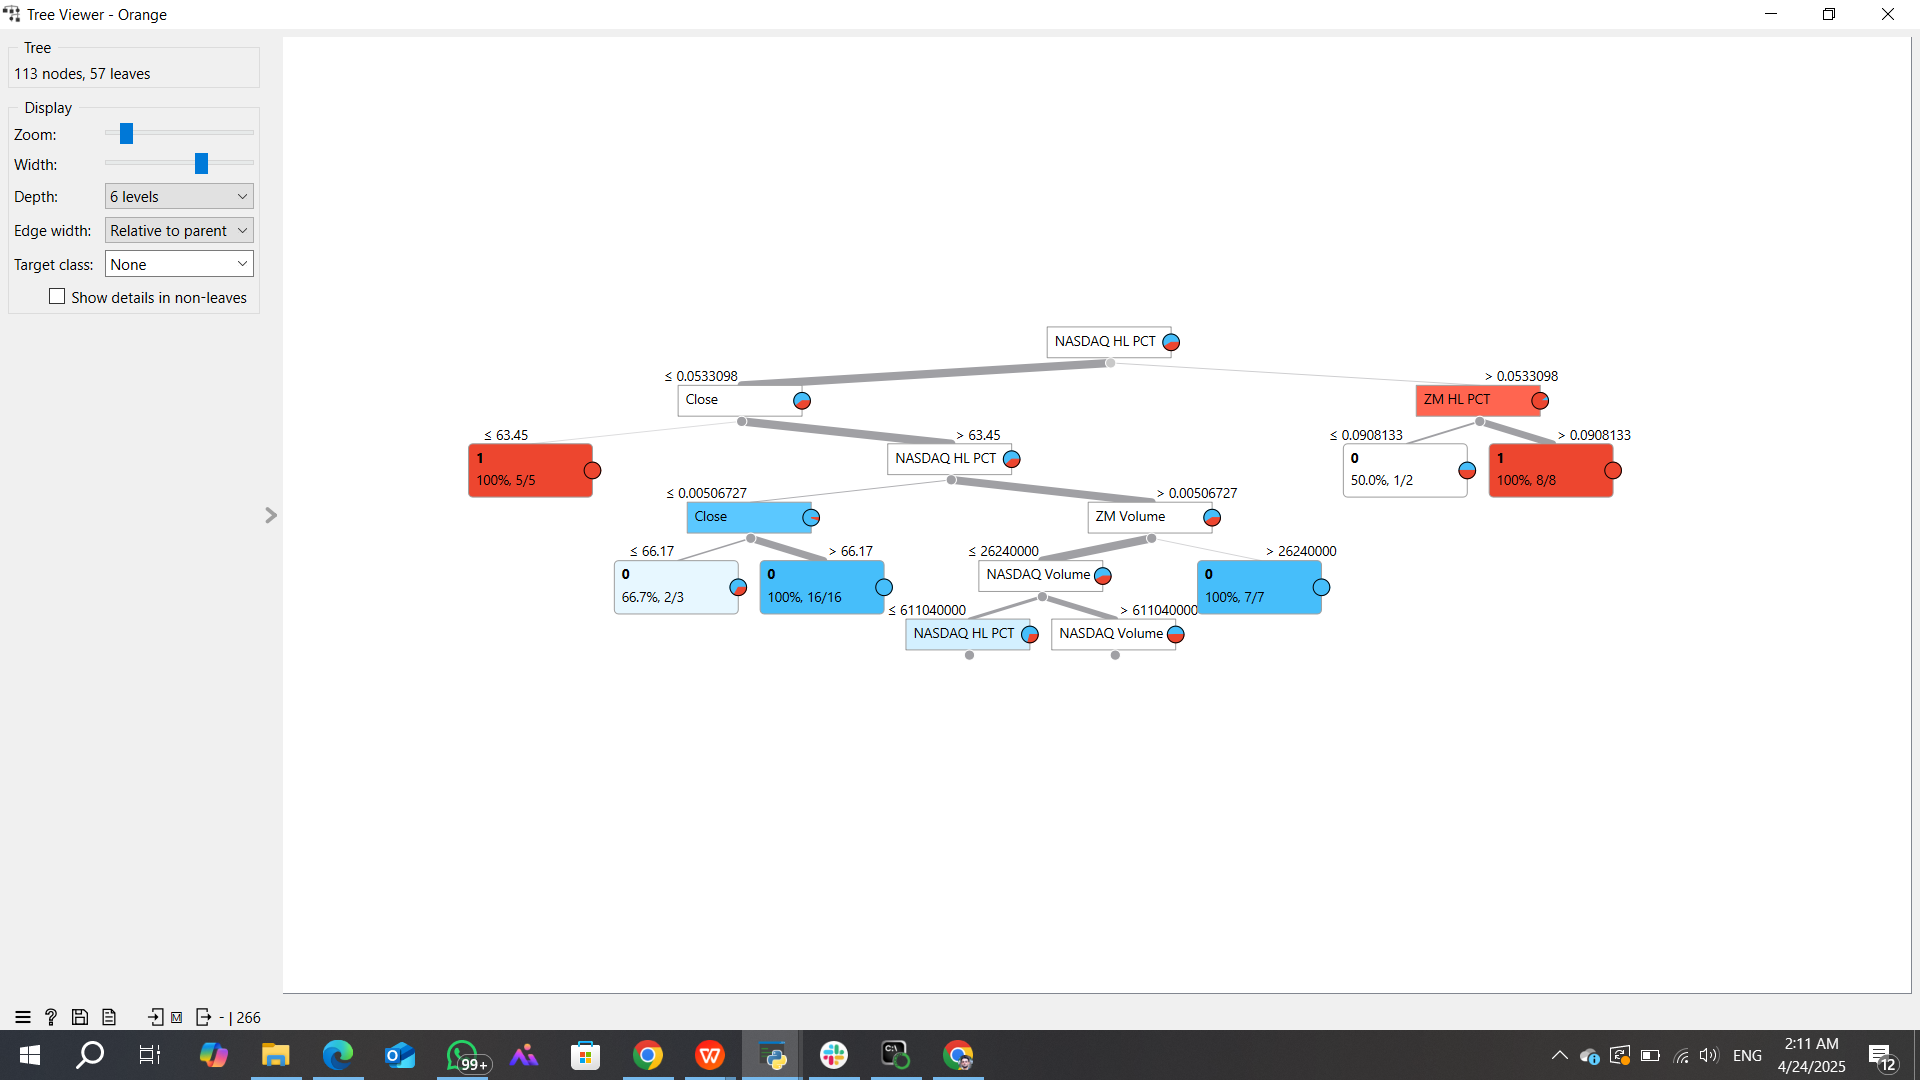 Tree Viewer - Orange
Tree
113 nodes, 57 leaves
Display
Zoom:
Width:
Depth: 6 levels
Edge width: Relative to parent
Target class: None
Show details in non-leaves
NASDAQ HL PCT
≤ 0.0533098
> 0.0533098
Close
ZM HL PCT
≤ 63.45
> 63.45
≤ 0.0908133
> 0.0908133
1
100%, 5/5
NASDAQ HL PCT
0
50.0%, 1/2
1
100%, 8/8
≤ 0.00506727
> 0.00506727
Close
ZM Volume
≤ 66.17
> 66.17
≤ 26240000
> 26240000
0
66.7%, 2/3
0
100%, 16/16
NASDAQ Volume
0
100%, 7/7
≤ 611040000
> 611040000
NASDAQ HL PCT
NASDAQ Volume
- | 266
99+
ENG
2:11 AM
4/24/2025
12